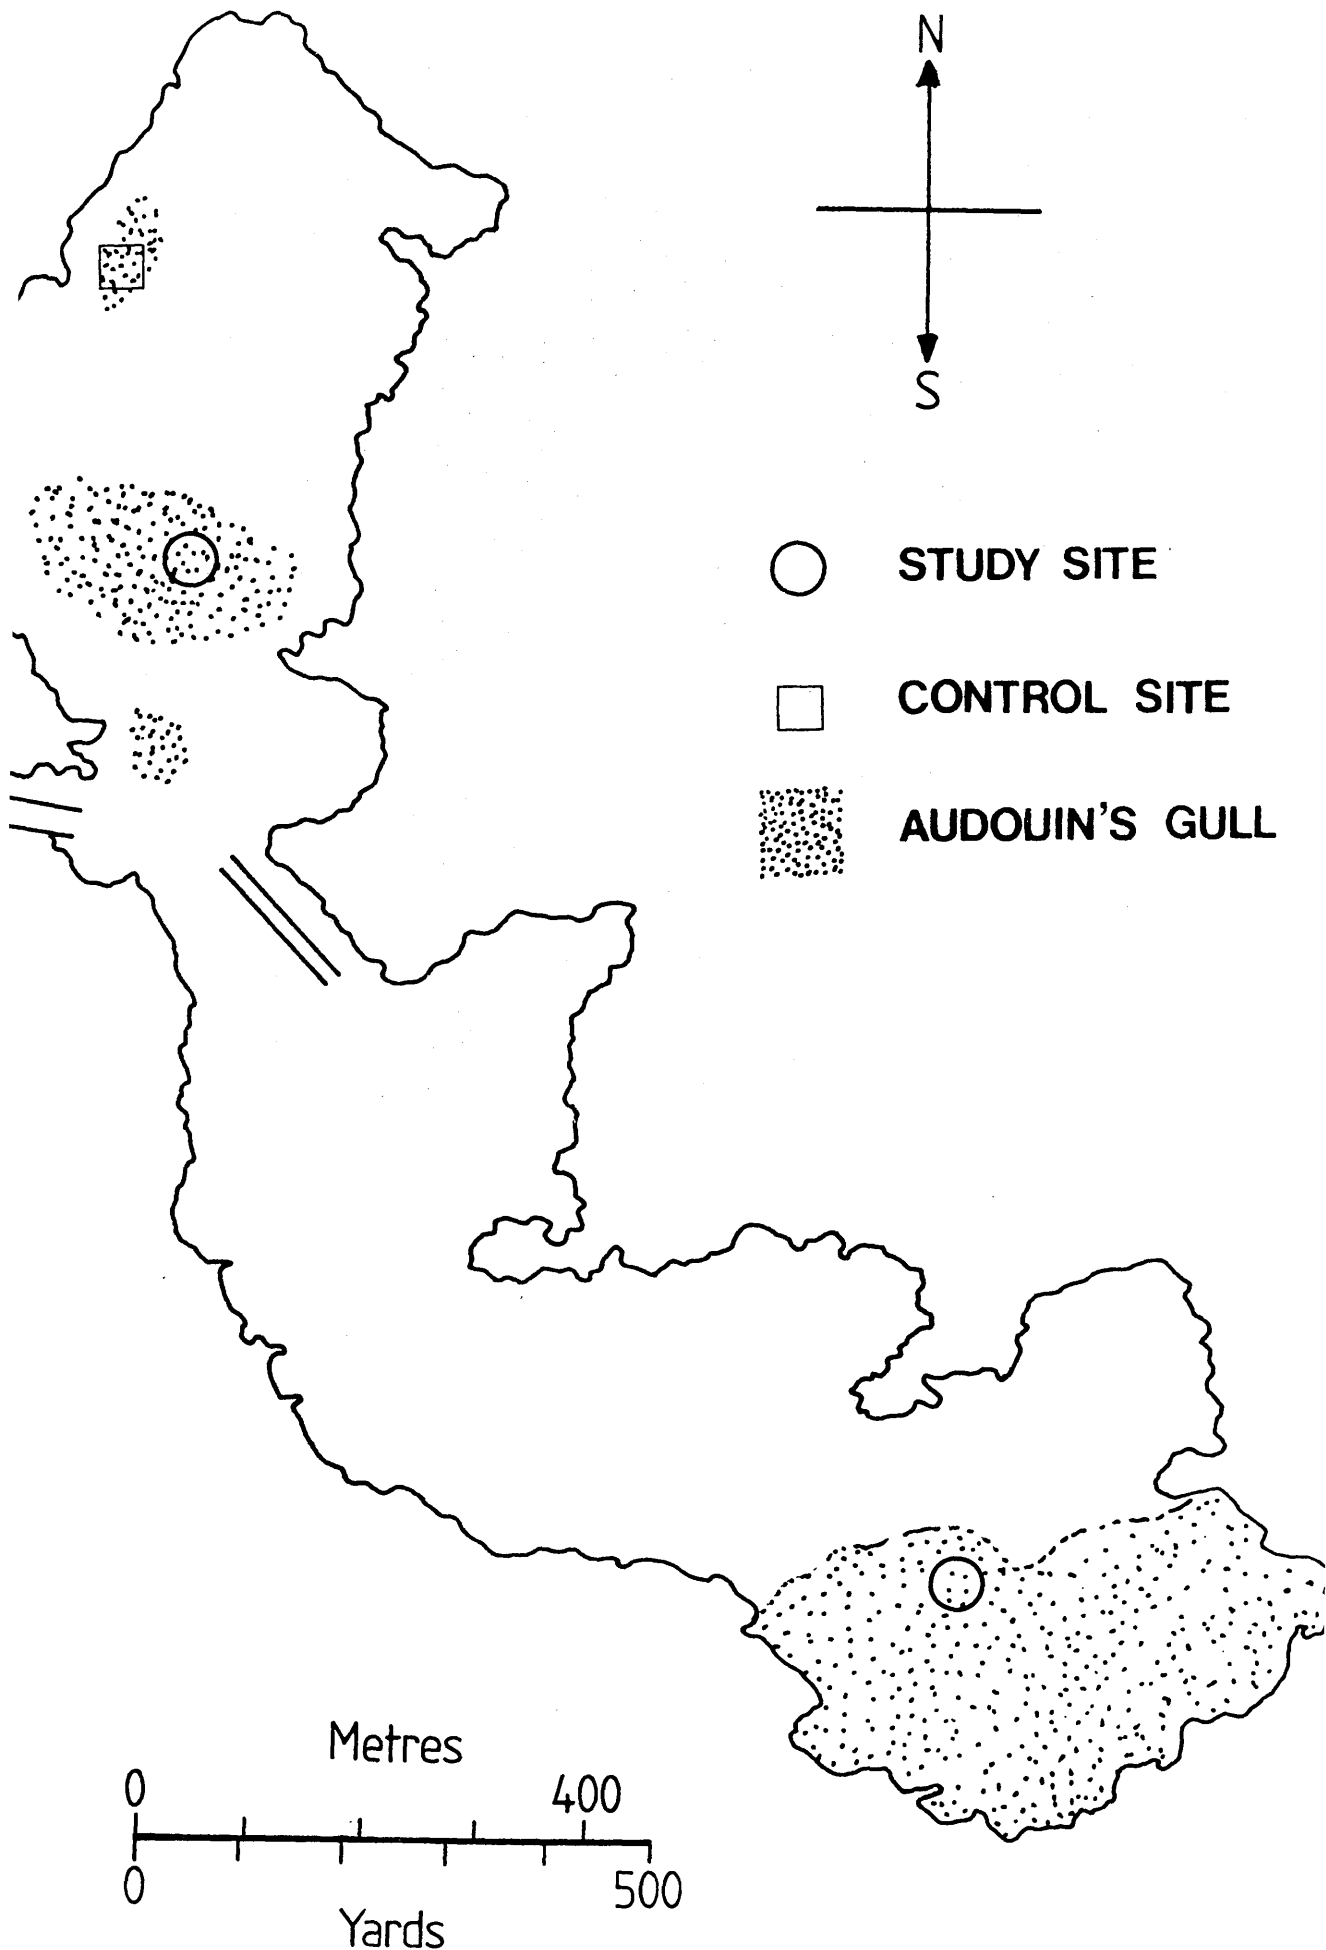 N
S
STUDY SITE
CONTROL SITE
AUDOUIN'S GULL
Metres
0 400
0 500
Yards